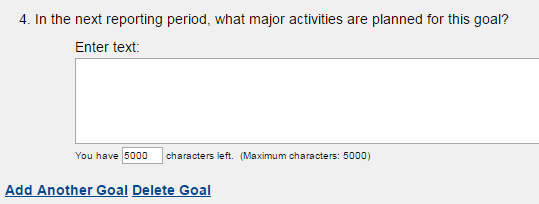 4. In the next reporting period, what major activities are planned for this goal?
Enter text:
You have 5000 characters left. (Maximum characters: 5000)
Add Another Goal Delete Goal